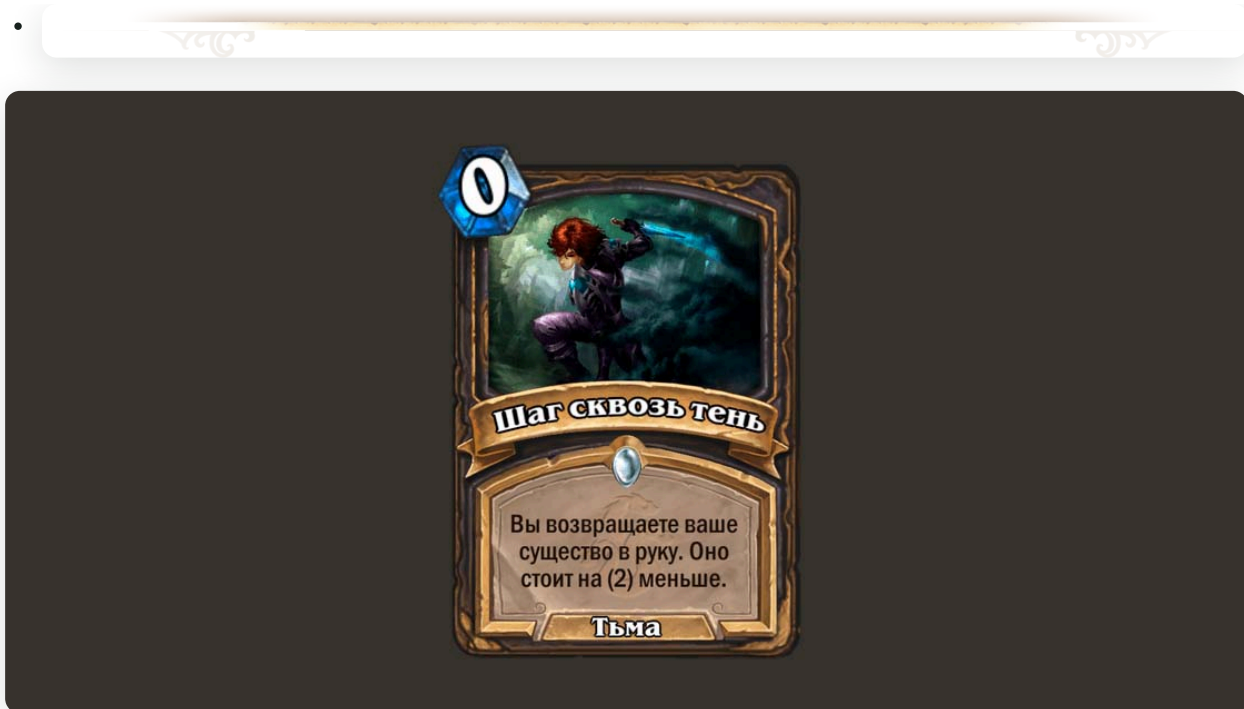 0
Шаг сквозь тень
Вы возвращаете ваше
существо в руку. Оно
стоит на (2) меньше.
Тьма